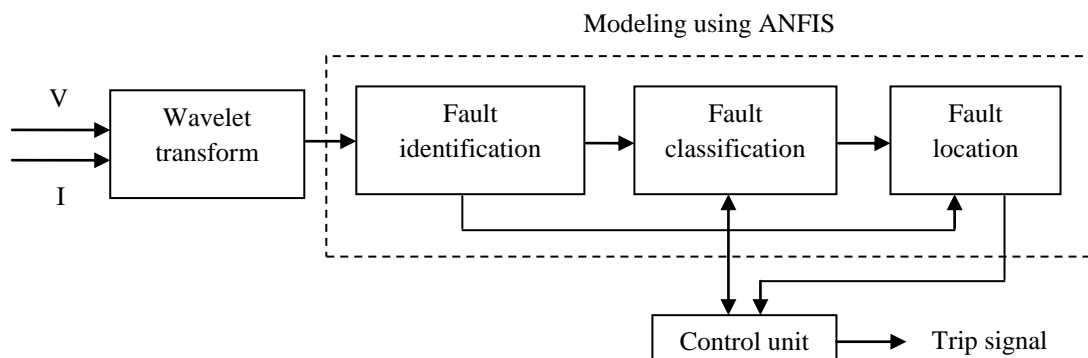 Modeling using ANFIS
V
I
Wavelet
transform
Fault
identification
Fault
classification
Fault
location
Control unit
Trip signal